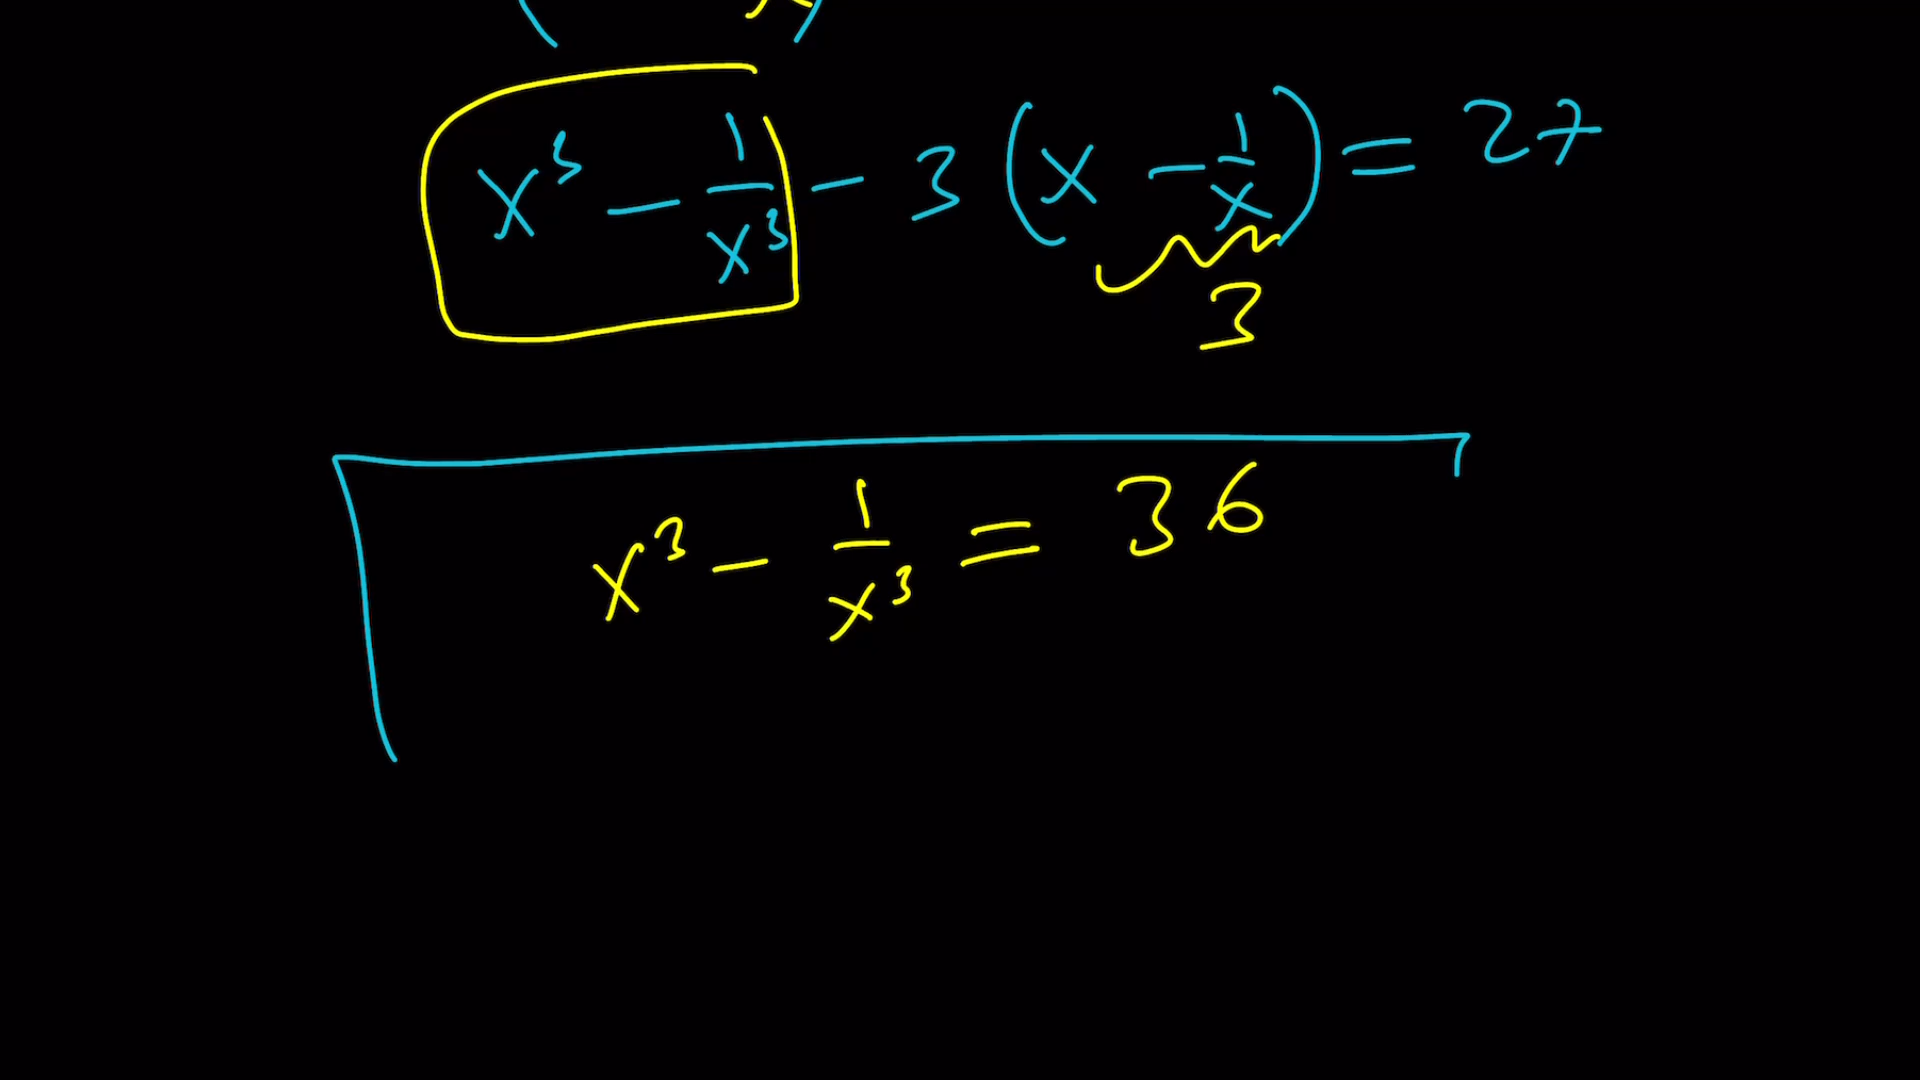 x³ - 1/x³ - 3(x - 1/x) = 27
3
x³ - 1/x³ = 36